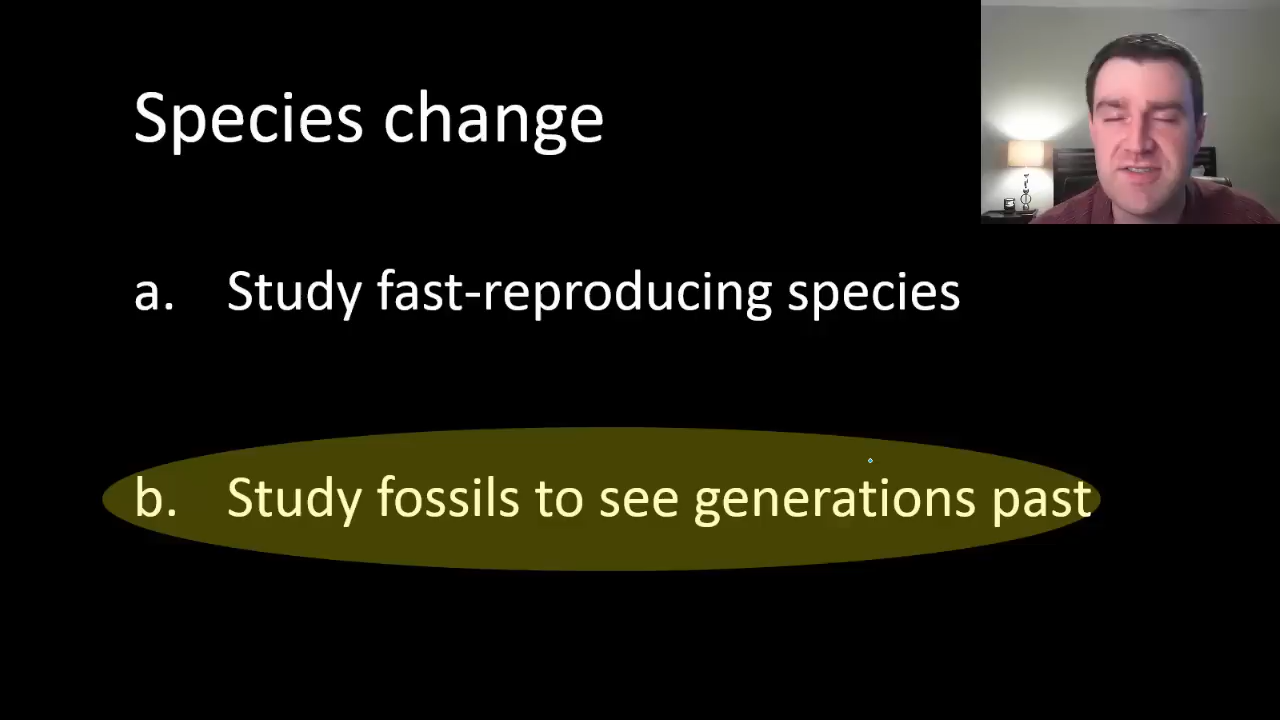 Species change
a. Study fast-reproducing species
b. Study fossils to see generations past